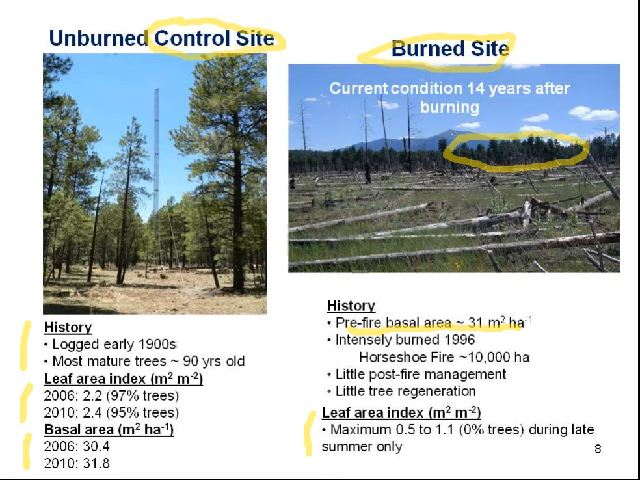 Unburned Control Site
History
• Logged early 1900s
• Most mature trees ~ 90 yrs old
Leaf area index (m² m⁻²)
2006: 2.2 (97% trees)
2010: 2.4 (95% trees)
Basal area (m² ha⁻¹)
2006: 30.4
2010: 31.8
Burned Site
Current condition 14 years after
burning
History
• Pre-fire basal area ~ 31 m² ha⁻¹
• Intensely burned 1996
Horseshoe Fire ~10,000 ha
• Little post-fire management
• Little tree regeneration
Leaf area index (m² m⁻²)
• Maximum 0.5 to 1.1 (0% trees) during late
summer only
8